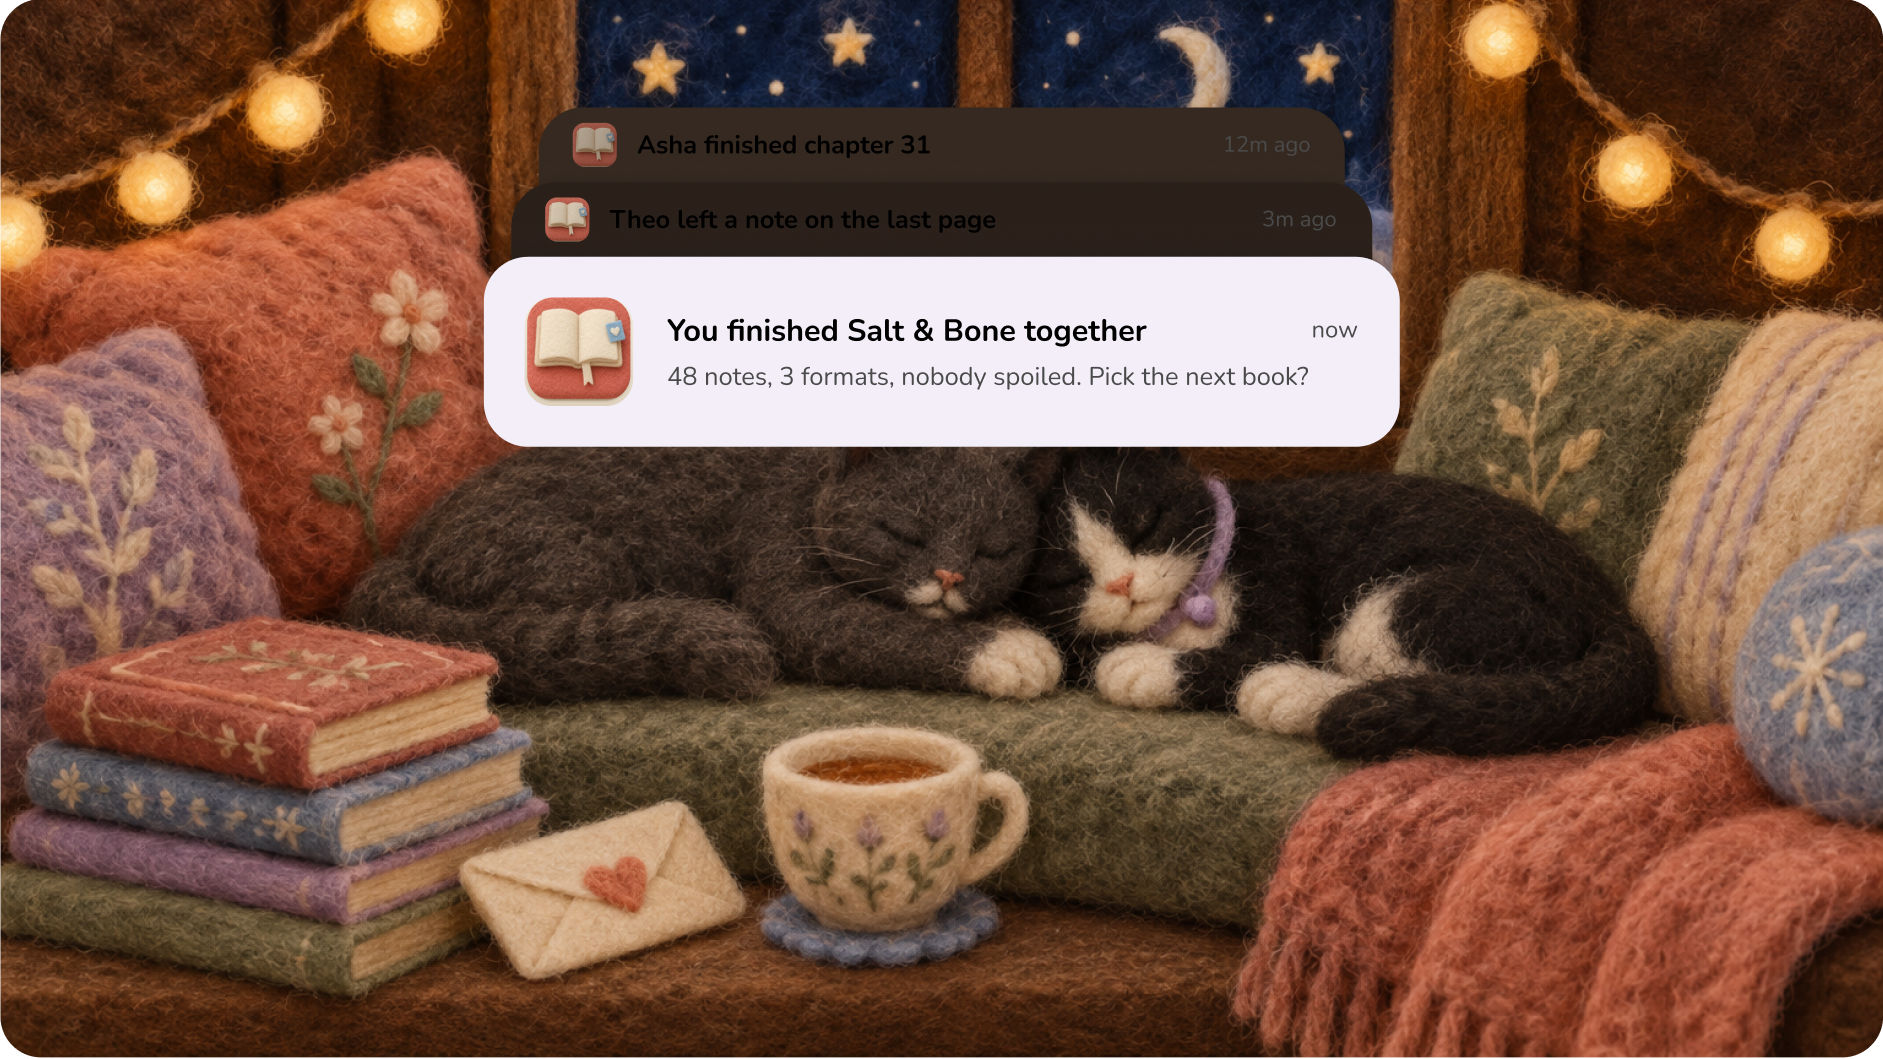 Asha finished chapter 31
12m ago
Theo left a note on the last page
3m ago
You finished Salt & Bone together
now
48 notes, 3 formats, nobody spoiled. Pick the next book?